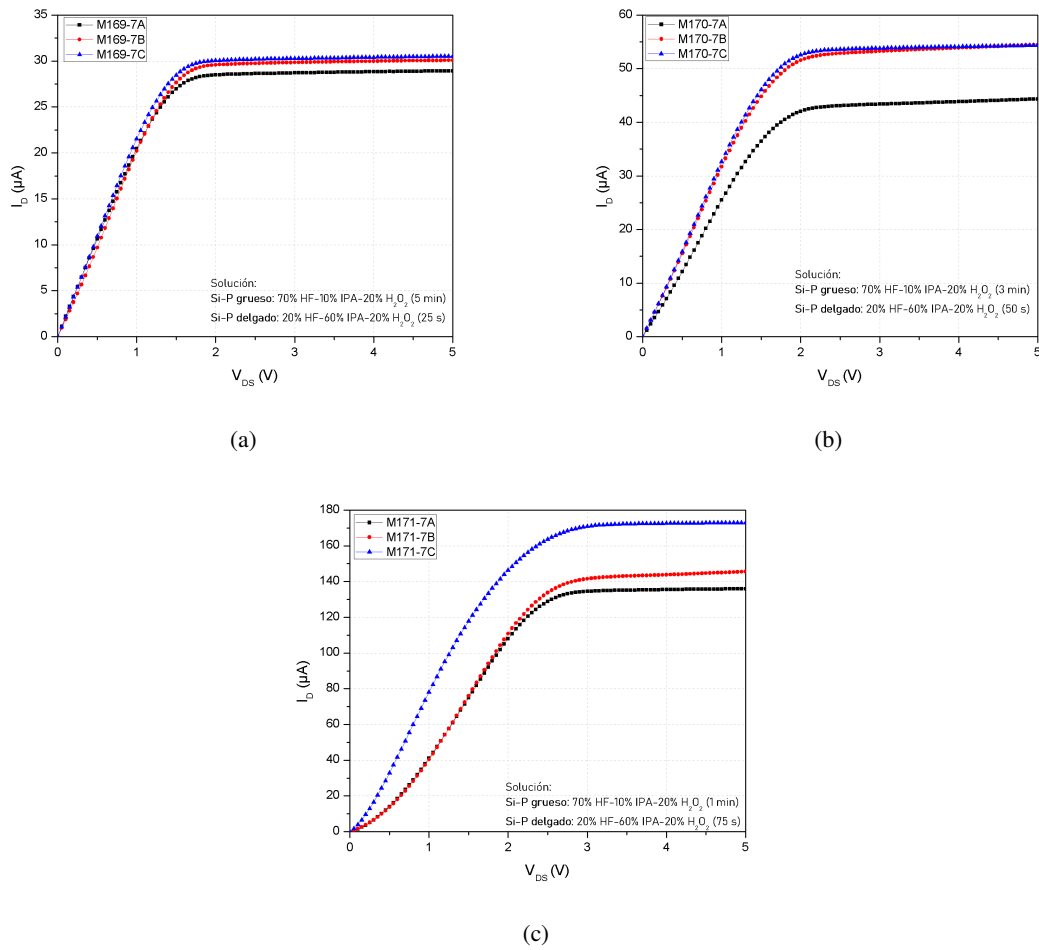 M169-7A
M169-7B
M169-7C
35
30
25
20
15
10
5
0
I_D (µA)
Solución:
Si-P grueso: 70% HF-10% IPA-20% H₂O₂ (5 min)
Si-P delgado: 20% HF-60% IPA-20% H₂O₂ (25 s)
0 1 2 3 4 5
V_DS (V)
(a)
M170-7A
M170-7B
M170-7C
60
50
40
30
20
10
0
I_D (µA)
Solución:
Si-P grueso: 70% HF-10% IPA-20% H₂O₂ (3 min)
Si-P delgado: 20% HF-60% IPA-20% H₂O₂ (50 s)
0 1 2 3 4 5
V_DS (V)
(b)
M171-7A
M171-7B
M171-7C
180
160
140
120
100
80
60
40
20
0
I_D (µA)
Solución:
Si-P grueso: 70% HF-10% IPA-20% H₂O₂ (1 min)
Si-P delgado: 20% HF-60% IPA-20% H₂O₂ (75 s)
0 1 2 3 4 5
V_DS (V)
(c)